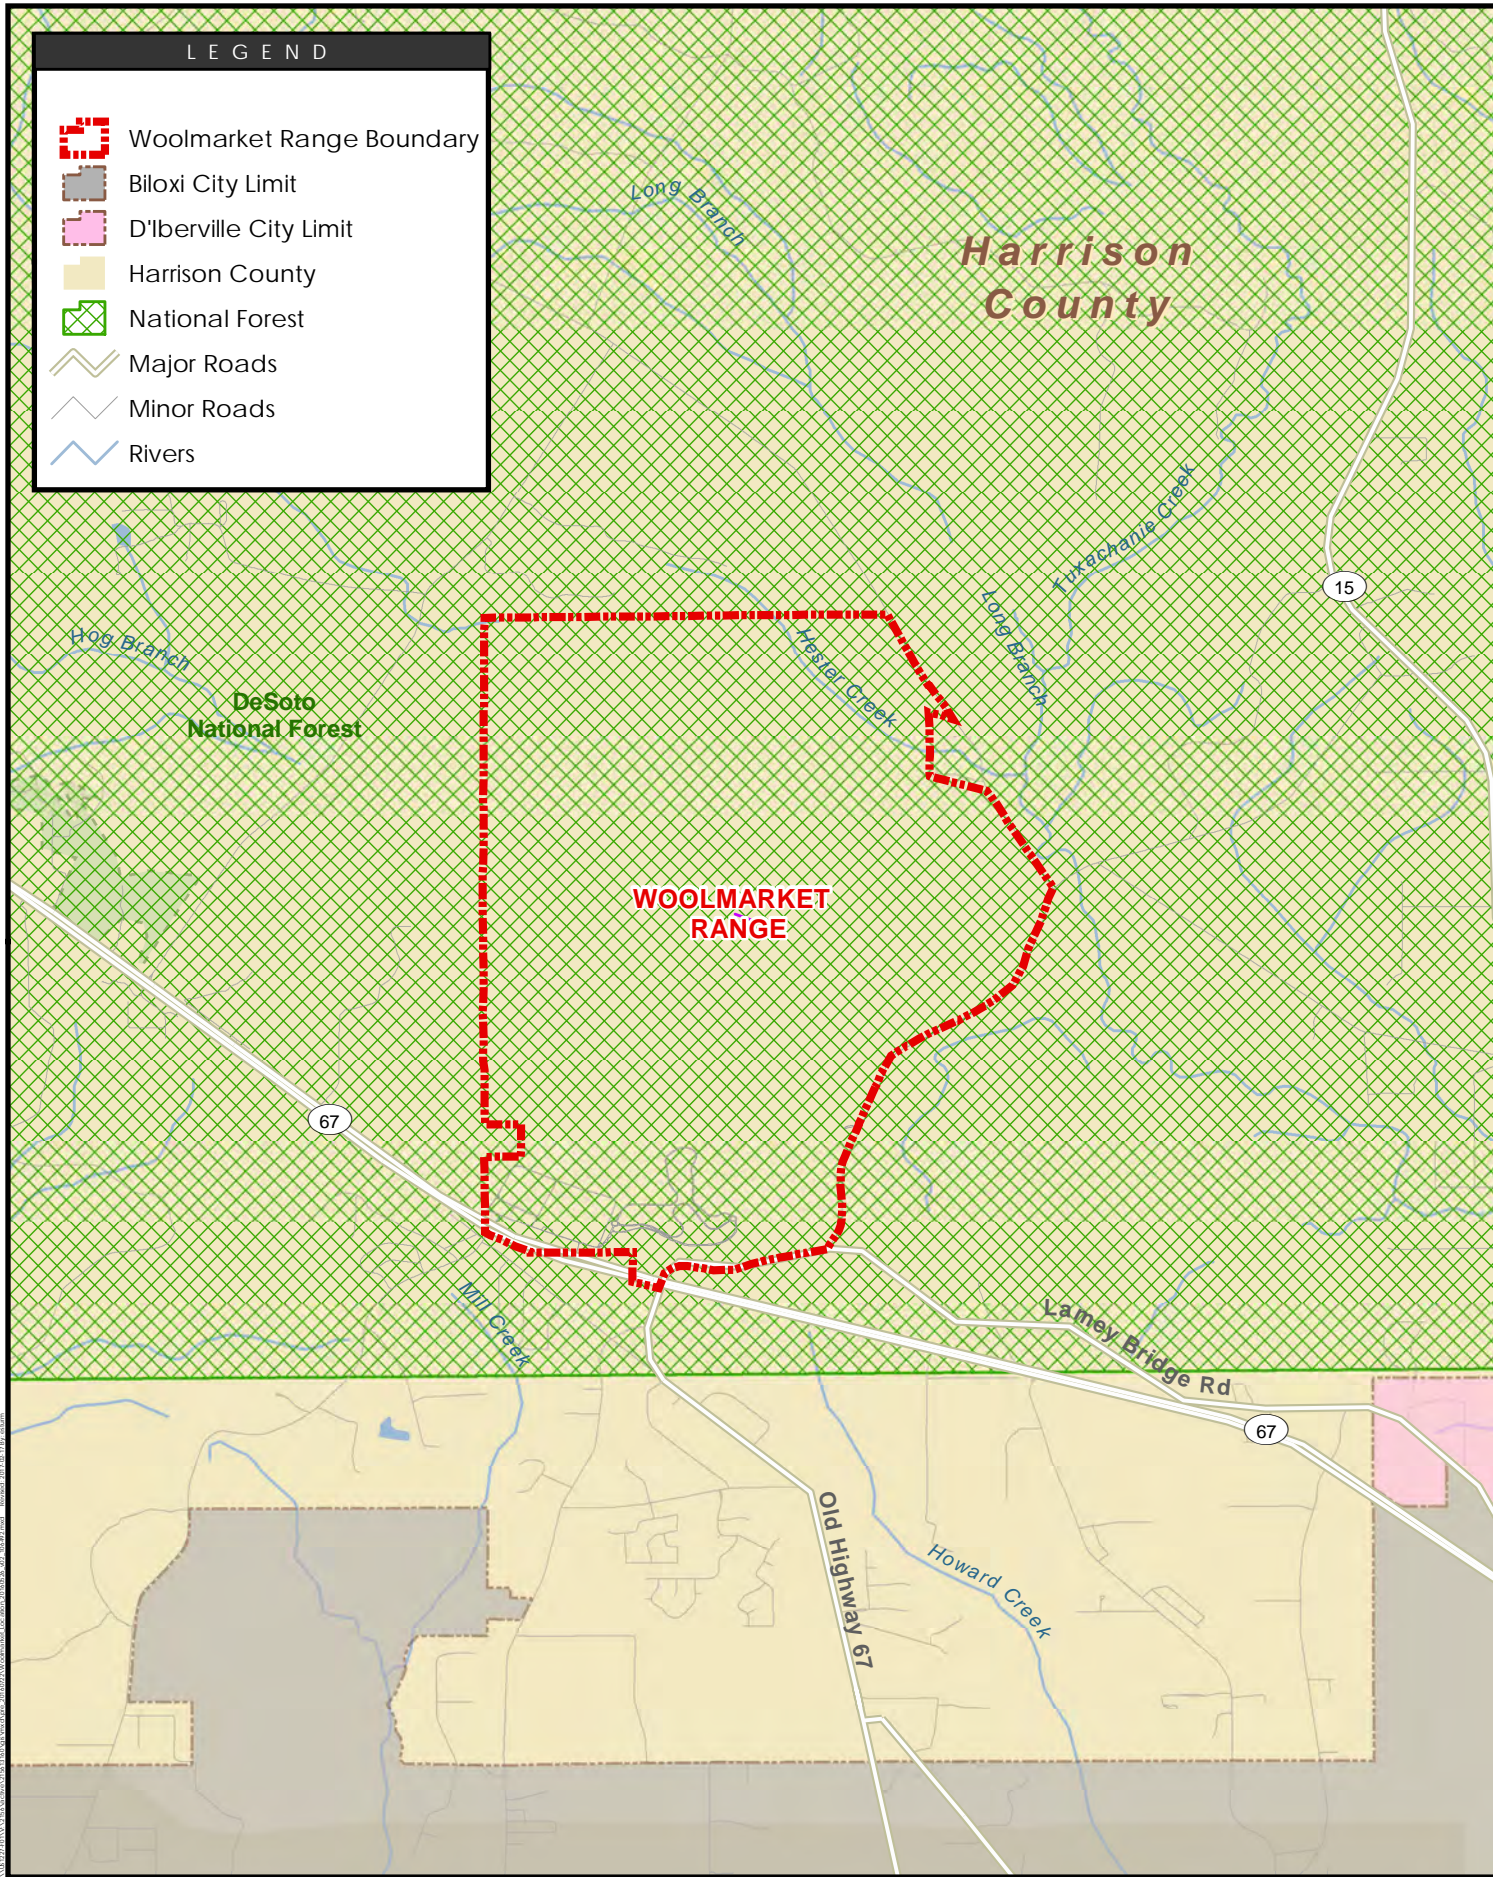 LEGEND
Woolmarket Range Boundary
Biloxi City Limit
D'Iberville City Limit
Harrison County
National Forest
Major Roads
Minor Roads
Rivers
Long Branch
Harrison
County
Tuxachanie Creek
15
Long Branch
Hog Branch
Hester Creek
DeSoto
National Forest
WOOLMARKET
RANGE
67
Mill Creek
Lamey Bridge Rd
67
Old Highway 67
Howard Creek